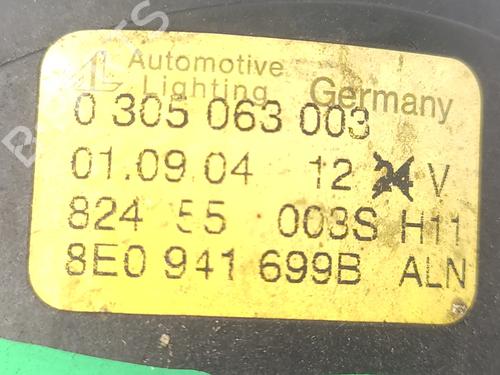 AL Automotive Lighting Germany
0 305 063 003
01.09.04 12 24 V
824 55 003S H11
8E0 941 699B ALN